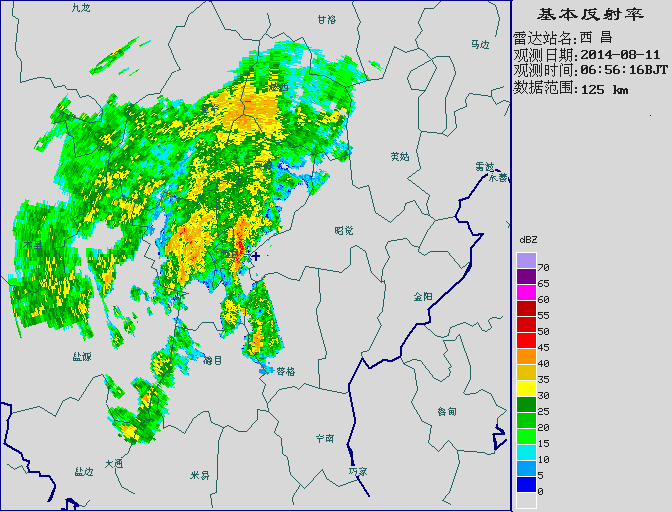 基本反射率
雷达站名:西 昌
观测日期:2014-08-11
观测时间:06:56:16BJT
数据范围:125 km
九龙
甘洛
马边
越西
美姑
雷波
永善
昭觉
金阳
盐源
德昌
普格
宁南
巧家
鲁甸
大通
盐边
米易
dBZ
70
65
60
55
50
45
40
35
30
25
20
15
10
5
0